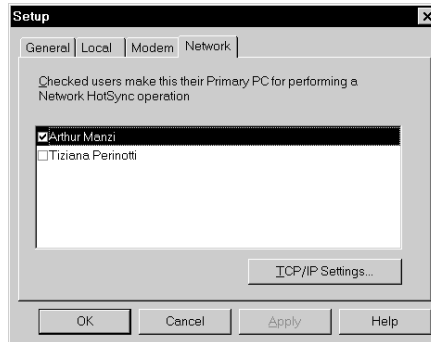 Setup
General Local Modem Network
Checked users make this their Primary PC for performing a
Network HotSync operation
Arthur Manzi
Tiziana Perinotti
TCP/IP Settings...
OK Cancel Apply Help